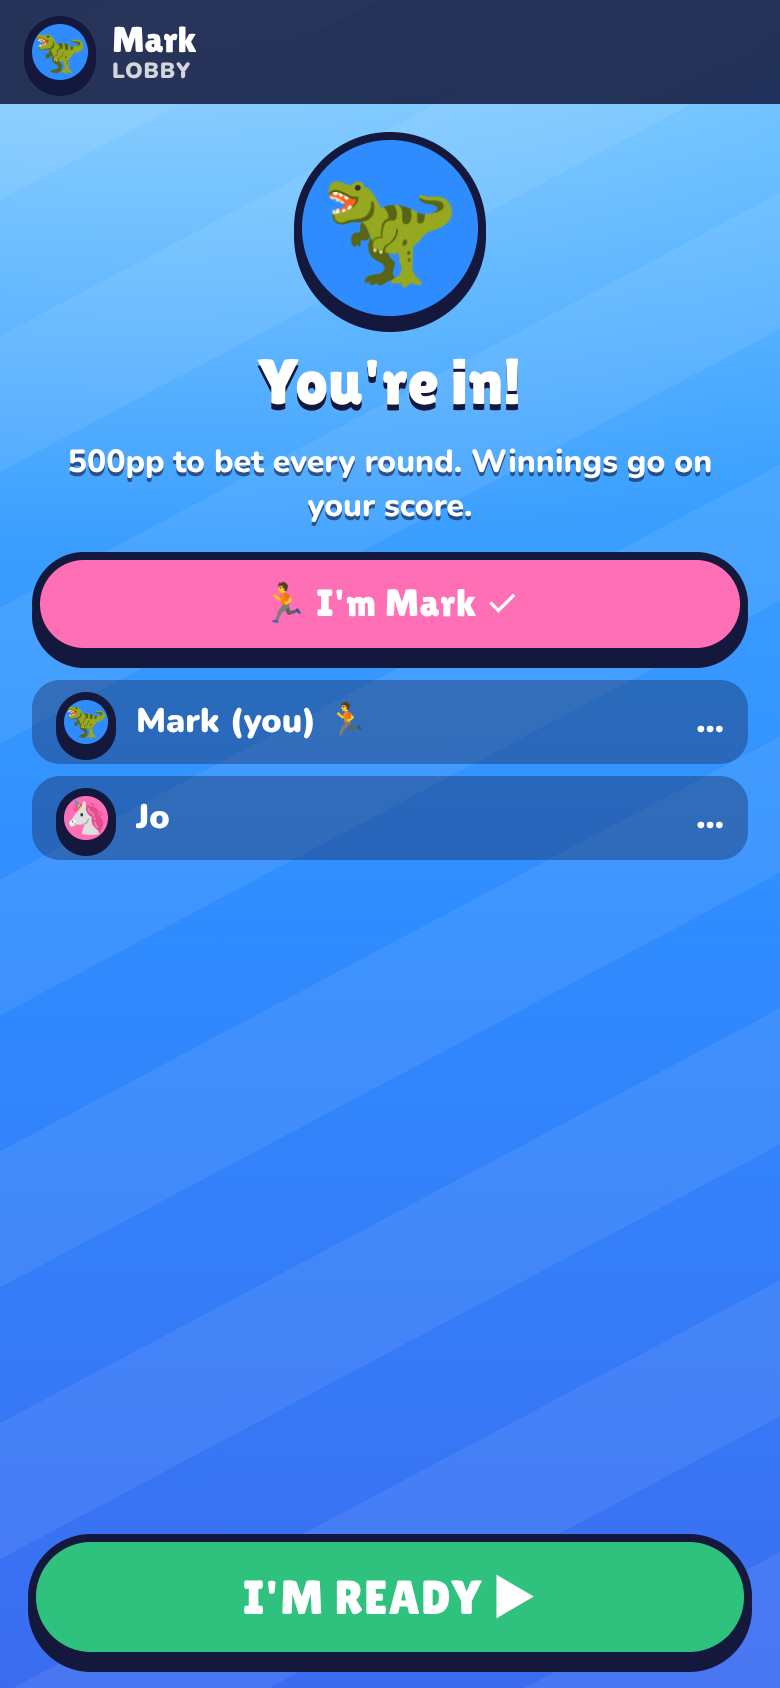 Mark
LOBBY
You're in!
500pp to bet every round. Winnings go on
your score.
🏃 I'm Mark ✓
Mark (you) 🏃
...
Jo
...
I'M READY ▶